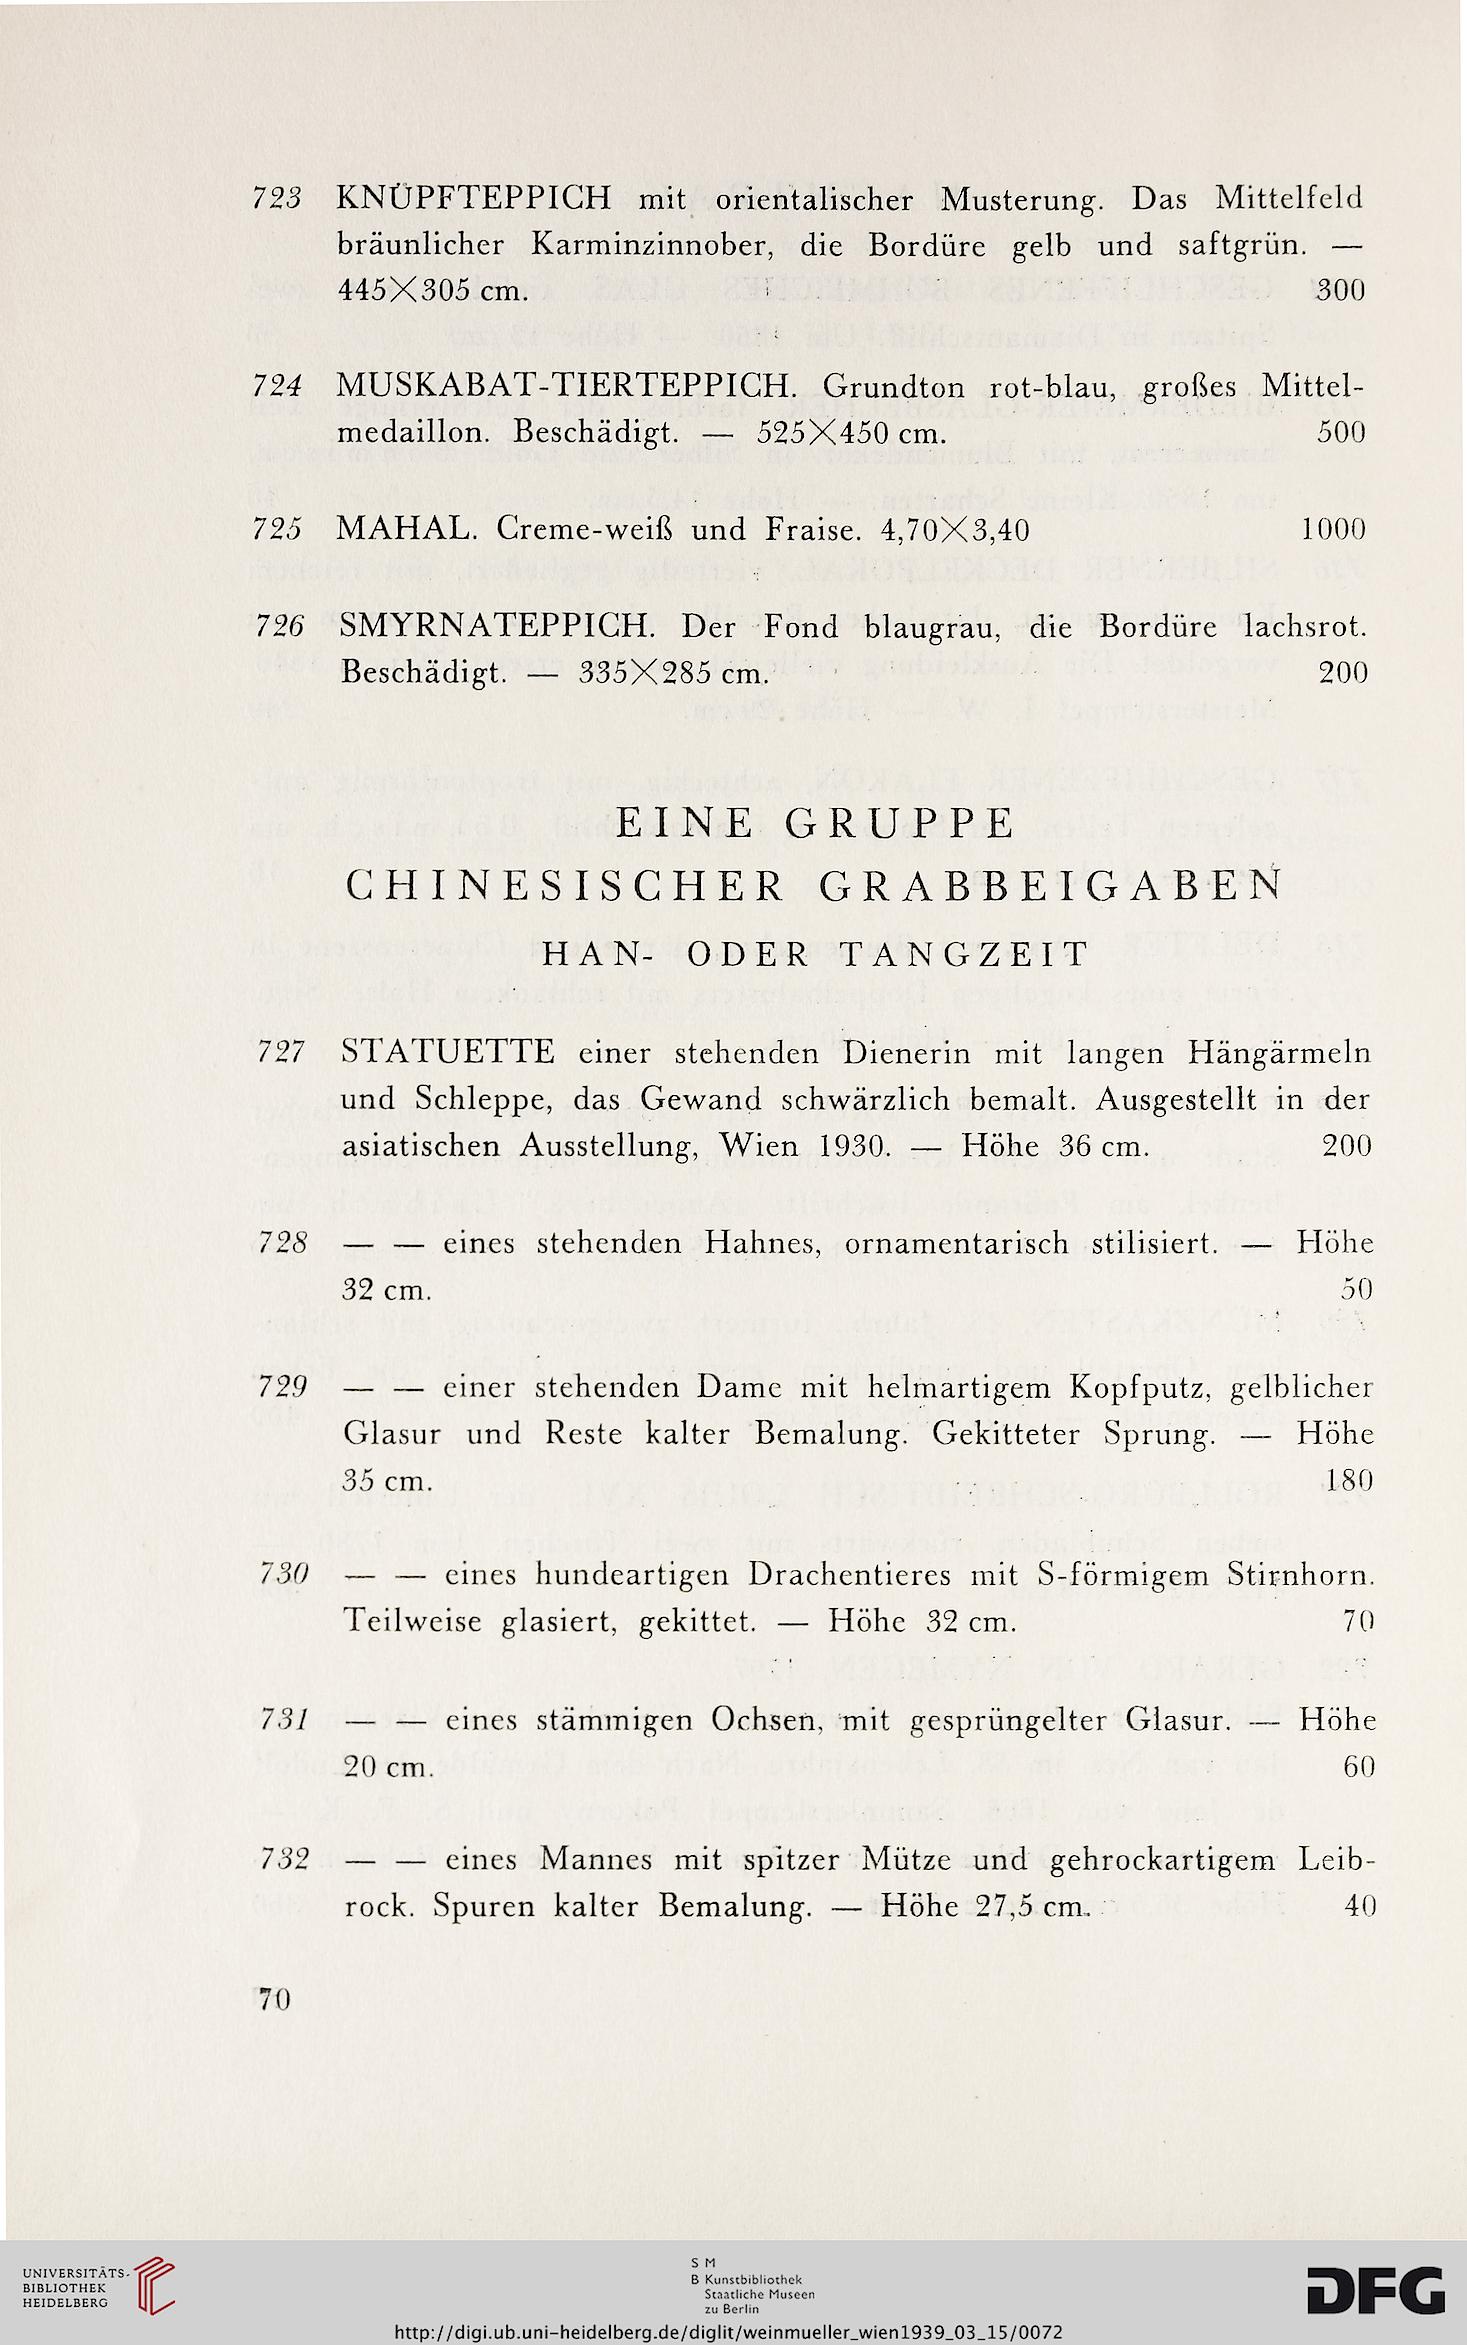 723 KNÜPFTEPPICH mit orientalischer Musterung. Das Mittelfeld
bräunlicher Karminzinnober, die Bordüre gelb und saftgrün. —
445×305 cm. 300
724 MUSKABAT-TIERTEPPICH. Grundton rot-blau, großes Mittel-
medaillon. Beschädigt. — 525×450 cm. 500
725 MAHAL. Creme-weiß und Fraise. 4,70×3,40 1000
726 SMYRNATEPPICH. Der Fond blaugrau, die Bordüre lachsrot.
Beschädigt. — 335×285 cm. 200
EINE GRUPPE
CHINESISCHER GRABBEIGABEN
HAN- ODER TANGZEIT
727 STATUETTE einer stehenden Dienerin mit langen Hängärmeln
und Schleppe, das Gewand schwärzlich bemalt. Ausgestellt in der
asiatischen Ausstellung, Wien 1930. — Höhe 36 cm. 200
728 — — eines stehenden Hahnes, ornamentarisch stilisiert. — Höhe
32 cm. 50
729 — — einer stehenden Dame mit helmartigem Kopfputz, gelblicher
Glasur und Reste kalter Bemalung. Gekitteter Sprung. — Höhe
35 cm. 180
730 — — eines hundeartigen Drachentieres mit S-förmigem Stirnhorn.
Teilweise glasiert, gekittet. — Höhe 32 cm. 70
731 — — eines stämmigen Ochsen, mit gesprüngelter Glasur. — Höhe
20 cm. 60
732 — — eines Mannes mit spitzer Mütze und gehrockartigem Leib-
rock. Spuren kalter Bemalung. — Höhe 27,5 cm. 40
70
UNIVERSITÄTS-
BIBLIOTHEK
HEIDELBERG
S M
B Kunstbibliothek
Staatliche Museen
zu Berlin
DFG
http://digi.ub.uni-heidelberg.de/diglit/weinmueller_wien1939_03_15/0072